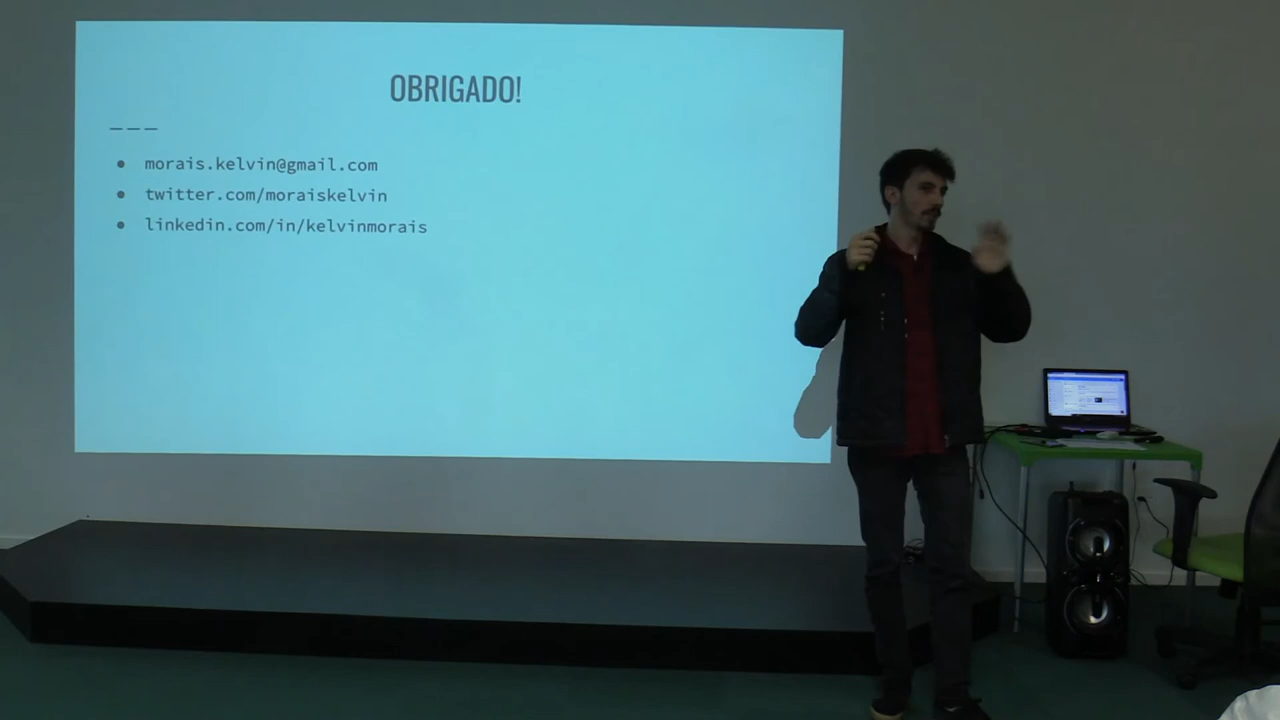 OBRIGADO!
---
● morais.kelvin@gmail.com
● twitter.com/moraiskelvin
● linkedin.com/in/kelvinmorais